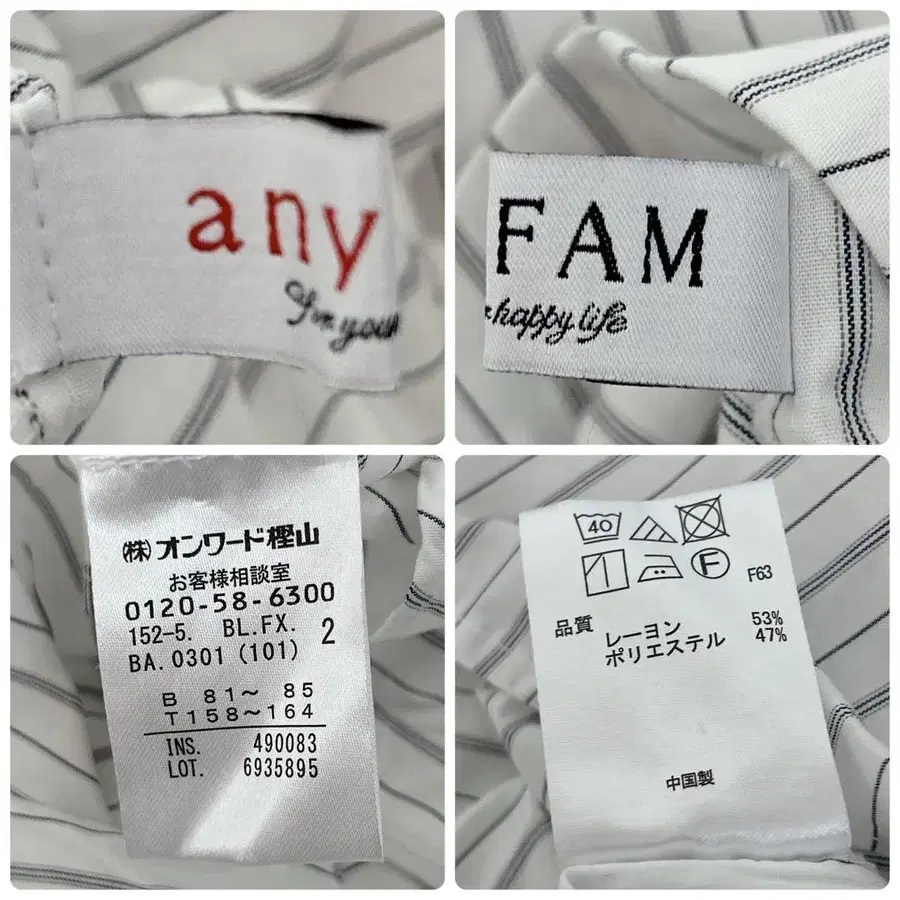 any
FAM
happy life
(株)オンワード樫山
お客様相談室
0120-58-6300
152-5. BL.FX. 2
BA.0301 (101)
B 81〜 85
T158〜164
INS. 490083
LOT. 6935895
40
F
F63
品質 レーヨン 53%
ポリエステル 47%
中国製